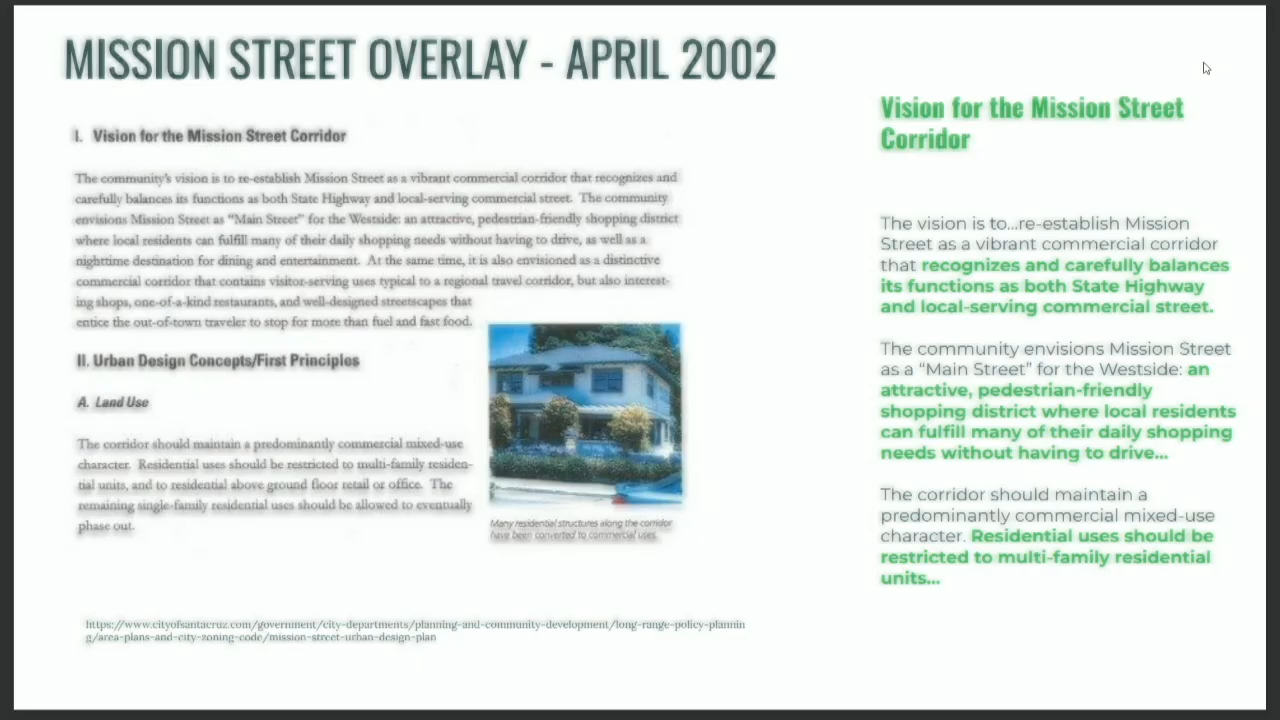 MISSION STREET OVERLAY - APRIL 2002
I. Vision for the Mission Street Corridor
The community's vision is to re-establish Mission Street as a vibrant commercial corridor that recognizes and
carefully balances its functions as both State Highway and local-serving commercial street. The community
envisions Mission Street as “Main Street” for the Westside: an attractive, pedestrian-friendly shopping district
where local residents can fulfill many of their daily shopping needs without having to drive, as well as a
nighttime destination for dining and entertainment. At the same time, it is also envisioned as a distinctive
commercial corridor that contains visitor-serving uses typical to a regional travel corridor, but also interest-
ing shops, one-of-a-kind restaurants, and well-designed streetscapes that
entice the out-of-town traveler to stop for more than fuel and fast food.
II. Urban Design Concepts/First Principles
A. Land Use
The corridor should maintain a predominantly commercial mixed-use
character. Residential uses should be restricted to multi-family residen-
tial units, and to residential above ground floor retail or office. The
remaining single-family residential uses should be allowed to eventually
phase out.
Many residential structures along the corridor
have been converted to commercial uses.
https://www.cityofsantacruz.com/government/city-departments/planning-and-community-development/long-range-policy-plannin
g/area-plans-and-city-zoning-code/mission-street-urban-design-plan
Vision for the Mission Street
Corridor
The vision is to...re-establish Mission
Street as a vibrant commercial corridor
that recognizes and carefully balances
its functions as both State Highway
and local-serving commercial street.
The community envisions Mission Street
as a “Main Street” for the Westside: an
attractive, pedestrian-friendly
shopping district where local residents
can fulfill many of their daily shopping
needs without having to drive...
The corridor should maintain a
predominantly commercial mixed-use
character. Residential uses should be
restricted to multi-family residential
units...